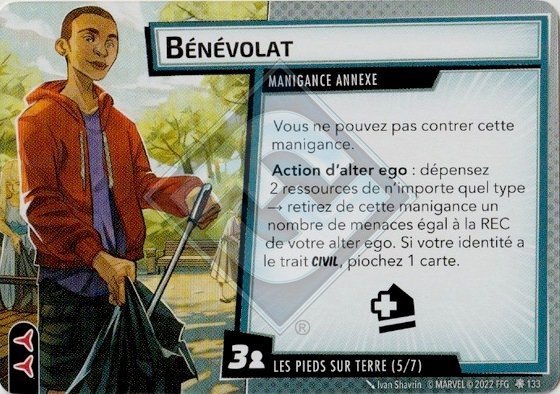 BÉNÉVOLAT
MANIGANCE ANNEXE
Vous ne pouvez pas contrer cette
manigance.
Action d'alter ego : dépensez
2 ressources de n'importe quel type
→ retirez de cette manigance un
nombre de menaces égal à la REC
de votre alter ego. Si votre identité a
le trait CIVIL, piochez 1 carte.
3
LES PIEDS SUR TERRE (5/7)
Ivan Shavrin © MARVEL © 2022 FFG 133
®